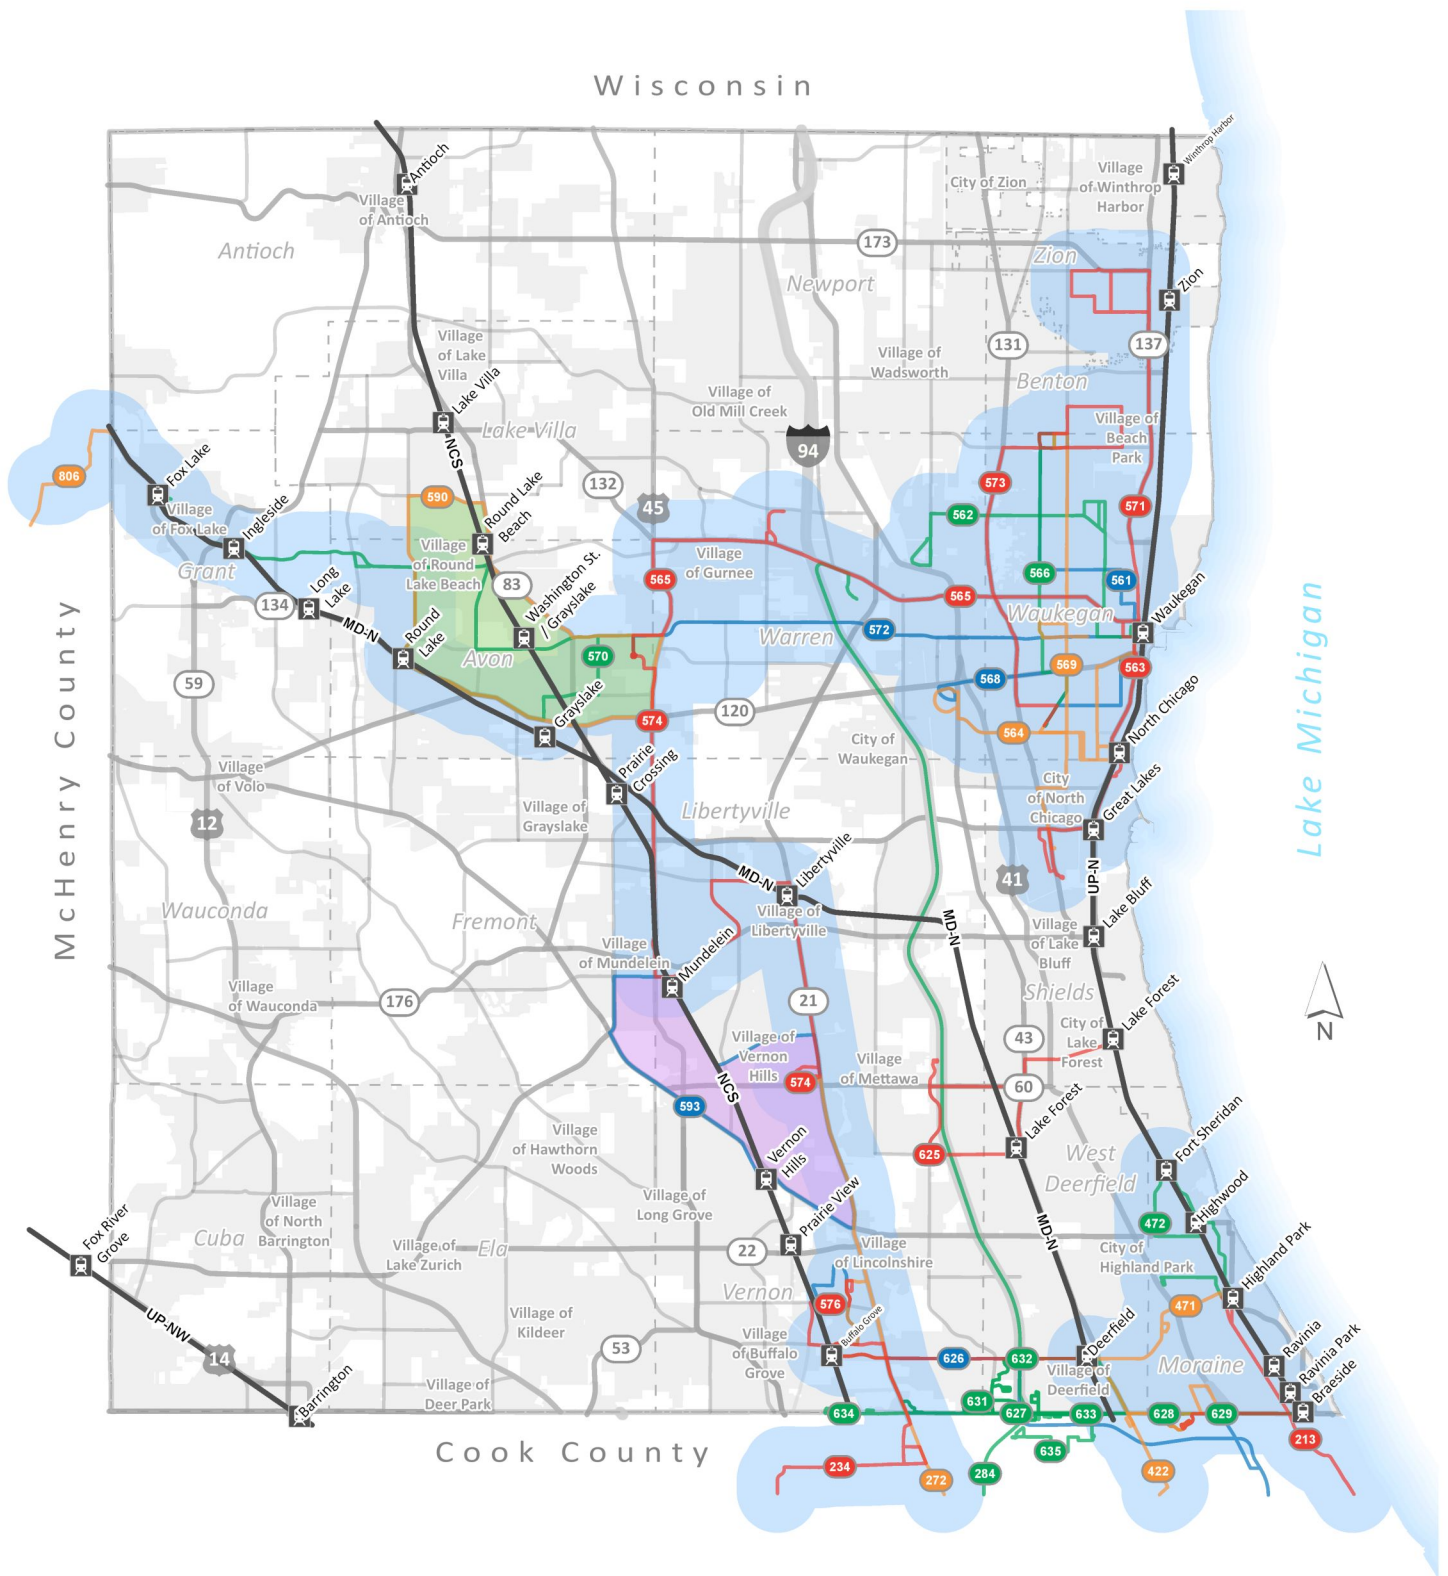 Wisconsin
Winthrop Harbor
Antioch
Village
of Antioch
City of Zion
Village
of Winthrop
Harbor
Antioch
173
Zion
Newport
Zion
131
137
Village
of Lake
Villa
Village of
Wadsworth
Benton
Village of
Old Mill Creek
Lake Villa
NCS
Lake Villa
94
Village of
Beach
Park
806
Fox Lake
Village
of Fox Lake
Ingleside
590
Round Lake
Beach
132
45
573
571
562
Village
of Round
Lake Beach
Village
of Gurnee
Grant
134
Long
Lake
83
Washington St.
/ Grayslake
565
565
566
561
Waukegan
Waukegan
MD-N
Round
Lake
Avon
570
Warren
572
569
563
568
59
Grayslake
574
120
564
North Chicago
City of
Waukegan
Prairie
Crossing
Village
of Volo
12
Village of
Grayslake
Libertyville
City
of North
Chicago
Great Lakes
McHenry County
Lake Michigan
MD-N
Libertyville
41
UP-N
Wauconda
Fremont
Village of
Libertyville
MD-N
Lake Bluff
Village
of Lake
Bluff
Village
of Mundelein
Mundelein
Village
of Wauconda
176
21
Shields
Lake Forest
N
43
City of
Lake
Forest
Village of
Vernon
Hills
Village
of Mettawa
574
60
NCS
593
Lake Forest
Village
of Hawthorn
Woods
Vernon
Hills
625
West
Deerfield
Fort Sheridan
Village of
Long Grove
Prairie View
Highwood
472
MD-N
Fox River
Grove
Cuba
Village
of North
Barrington
Village of
Lake Zurich
Ela
22
Village
of Lincolnshire
City of
Highland Park
Highland Park
Vernon
576
471
UP-NW
Village of
Kildeer
53
Village
of Buffalo
Grove
Buffalo Grove
626
632
Deerfield
Village of
Deerfield
Moraine
Ravinia
Ravinia Park
Braeside
14
Barrington
Village of
Deer Park
634
631
627
633
628
629
Cook County
635
213
234
272
284
422